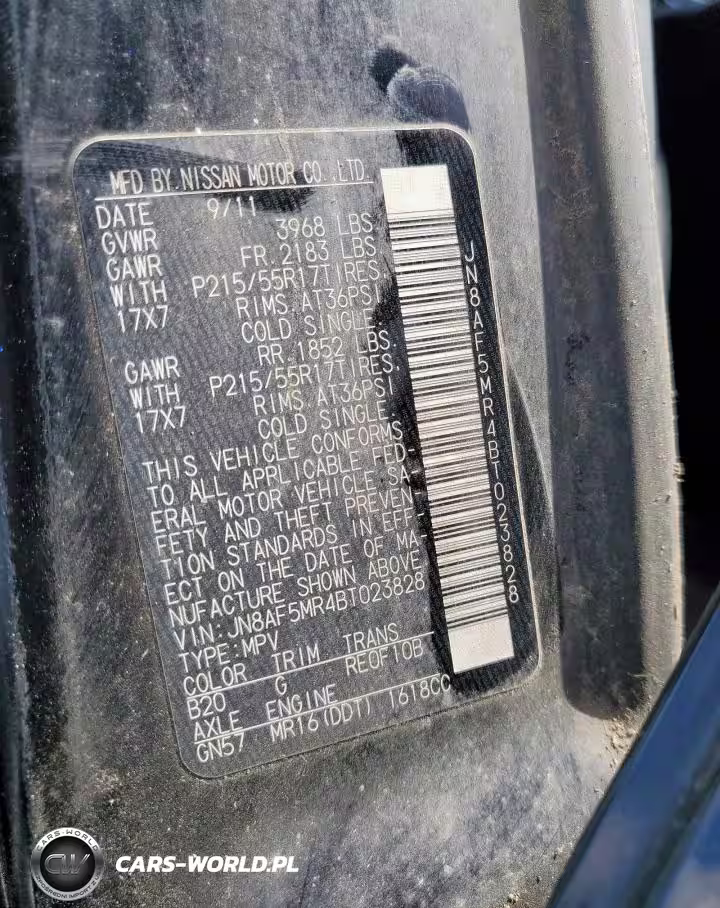 MFD BY.NISSAN MOTOR CO.,LTD.
DATE 9/11
GVWR 3968 LBS
GAWR FR.2183 LBS
WITH P215/55R17TIRES,
17X7 RIMS AT36PSI
COLD SINGLE.
GAWR RR.1852 LBS.
WITH P215/55R17TIRES,
17X7 RIMS AT36PSI
COLD SINGLE.
THIS VEHICLE CONFORMS
TO ALL APPLICABLE FED-
ERAL MOTOR VEHICLE SA-
FETY AND THEFT PREVEN-
TION STANDARDS IN EFF-
ECT ON THE DATE OF MA-
NUFACTURE SHOWN ABOVE
VIN:JN8AF5MR4BT023828
TYPE:MPV
COLOR TRIM TRANS
B20 G RE0F10B
AXLE ENGINE
GN57 MR16(DDT) 1618CC
JN8AF5MR4BT023828
CARS-WORLD
CW
CARS-WORLD.PL